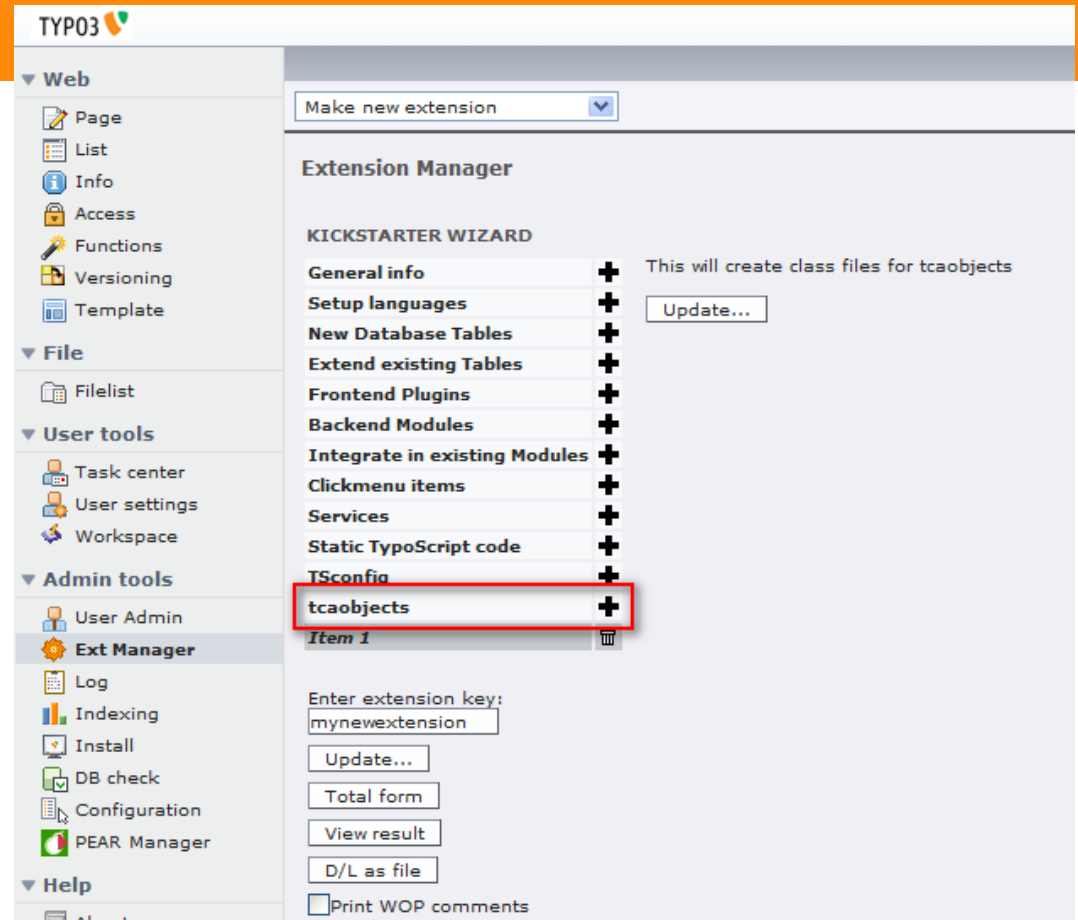 TYPO3
Web
Page
List
Info
Access
Functions
Versioning
Template
File
Filelist
User tools
Task center
User settings
Workspace
Admin tools
User Admin
Ext Manager
Log
Indexing
Install
DB check
Configuration
PEAR Manager
Help
Make new extension
Extension Manager
KICKSTARTER WIZARD
General info
Setup languages
New Database Tables
Extend existing Tables
Frontend Plugins
Backend Modules
Integrate in existing Modules
Clickmenu items
Services
Static TypoScript code
TSconfig
tcaobjects
Item 1
This will create class files for tcaobjects
Update...
Enter extension key:
mynewextension
Update...
Total form
View result
D/L as file
Print WOP comments